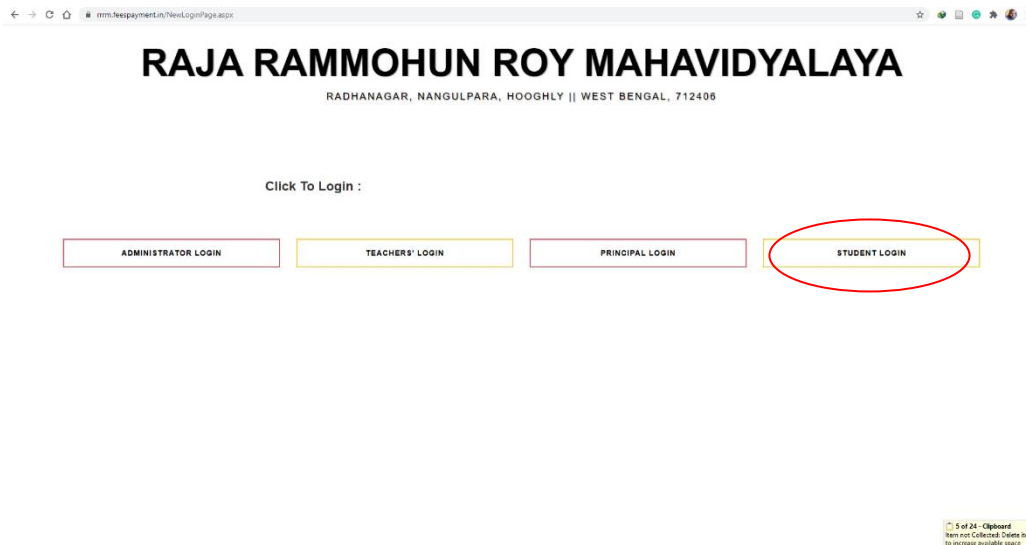 rrrm.feespayment.in/NewLoginPage.aspx
RAJA RAMMOHUN ROY MAHAVIDYALAYA
RADHANAGAR, NANGULPARA, HOOGHLY || WEST BENGAL, 712406
Click To Login :
ADMINISTRATOR LOGIN TEACHERS' LOGIN PRINCIPAL LOGIN STUDENT LOGIN
5 of 24 - Clipboard
Item not Collected: Delete it
to increase available space